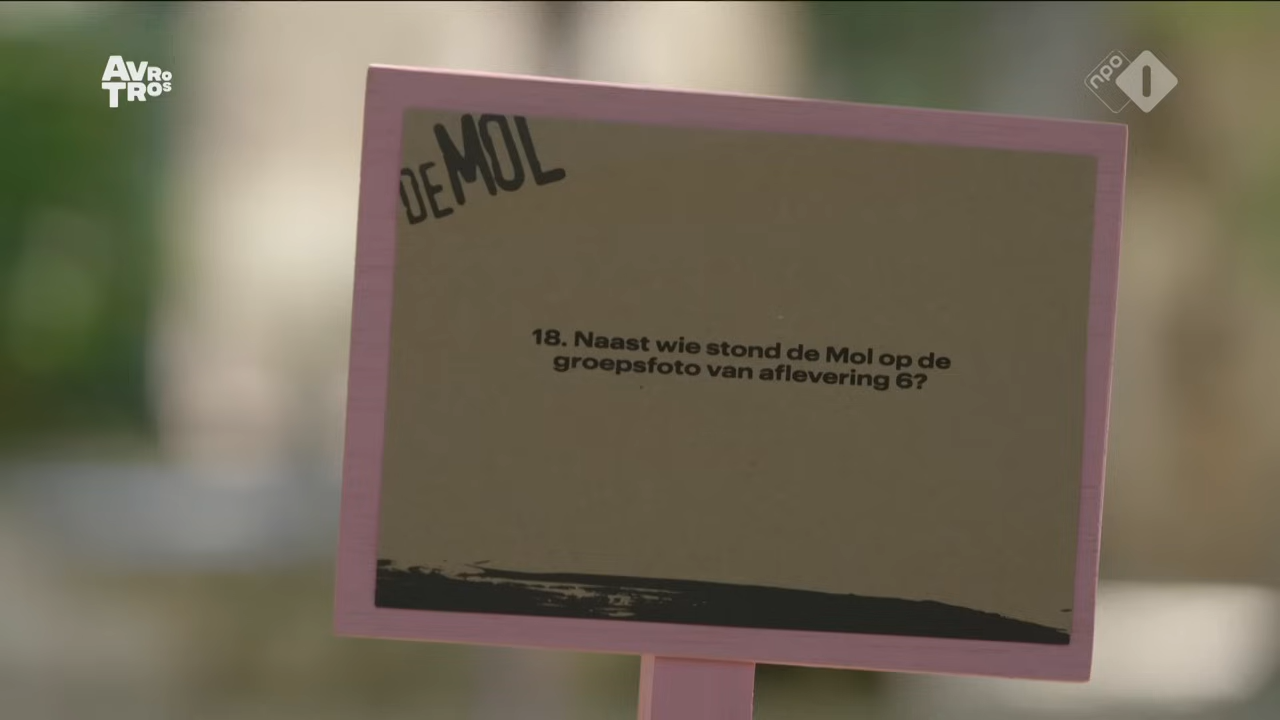 AVRO
TROS
npo
1
DE MOL
18. Naast wie stond de Mol op de
groepsfoto van aflevering 6?